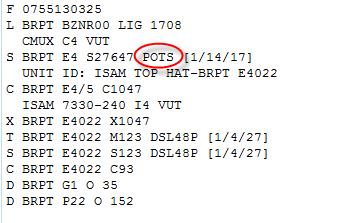 F 0755130325
L BRPT BZNR00 LIG 1708
CMUX C4 VUT
S BRPT E4 S27647 POTS [1/14/17]
UNIT ID: ISAM TOP HAT-BRPT E4022
C BRPT E4/5 C1047
ISAM 7330-240 I4 VUT
X BRPT E4022 X1047
T BRPT E4022 M123 DSL48P [1/4/27]
S BRPT E4022 S123 DSL48P [1/4/27]
C BRPT E4022 C93
D BRPT G1 O 35
D BRPT P22 O 152